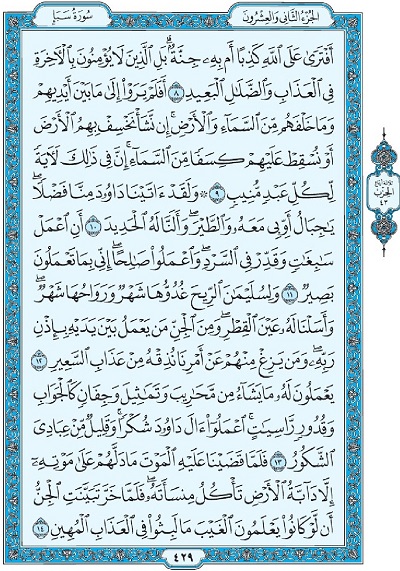 الجزء الثاني والعشرون
سورة سبإ
أَفْتَرَىٰ عَلَى ٱللَّهِ كَذِبًا أَم بِهِۦ جِنَّةٌۢ ۗ بَلِ ٱلَّذِينَ لَا يُؤْمِنُونَ بِٱلْأَخِرَةِ
فِى ٱلْعَذَابِ وَٱلضَّلَٰلِ ٱلْبَعِيدِ ۝٨ أَفَلَمْ يَرَوْا۟ إِلَىٰ مَا بَيْنَ أَيْدِيهِمْ
وَمَا خَلْفَهُم مِّنَ ٱلسَّمَآءِ وَٱلْأَرْضِ ۚ إِن نَّشَأْ نَخْسِفْ بِهِمُ ٱلْأَرْضَ
أَوْ نُسْقِطْ عَلَيْهِمْ كِسَفًا مِّنَ ٱلسَّمَآءِ ۚ إِنَّ فِى ذَٰلِكَ لَءَايَةً
لِّكُلِّ عَبْدٍ مُّنِيبٍ ۝٩ ۞ وَلَقَدْ ءَاتَيْنَا دَاوُۥدَ مِنَّا فَضْلًا ۖ
يَٰجِبَالُ أَوِّبِى مَعَهُۥ وَٱلطَّيْرَ ۖ وَأَلَنَّا لَهُ ٱلْحَدِيدَ ۝١٠ أَنِ ٱعْمَلْ
سَٰبِغَٰتٍ وَقَدِّرْ فِى ٱلسَّرْدِ ۖ وَٱعْمَلُوا۟ صَٰلِحًا ۖ إِنِّى بِمَا تَعْمَلُونَ
بَصِيرٌ ۝١١ وَلِسُلَيْمَٰنَ ٱلرِّيحَ غُدُوُّهَا شَهْرٌ وَرَوَاحُهَا شَهْرٌ ۖ
وَأَسَلْنَا لَهُۥ عَيْنَ ٱلْقِطْرِ ۖ وَمِنَ ٱلْجِنِّ مَن يَعْمَلُ بَيْنَ يَدَيْهِ بِإِذْنِ
رَبِّهِۦ ۖ وَمَن يَزِغْ مِنْهُمْ عَنْ أَمْرِنَا نُذِقْهُ مِنْ عَذَابِ ٱلسَّعِيرِ ۝١٢
يَعْمَلُونَ لَهُۥ مَا يَشَآءُ مِن مَّحَٰرِيبَ وَتَمَٰثِيلَ وَجِفَانٍ كَٱلْجَوَابِ
وَقُدُورٍ رَّاسِيَٰتٍ ۚ ٱعْمَلُوٓا۟ ءَالَ دَاوُۥدَ شُكْرًا ۚ وَقَلِيلٌ مِّنْ عِبَادِىَ
ٱلشَّكُورُ ۝١٣ فَلَمَّا قَضَيْنَا عَلَيْهِ ٱلْمَوْتَ مَا دَلَّهُمْ عَلَىٰ مَوْتِهِۦٓ
إِلَّا دَآبَّةُ ٱلْأَرْضِ تَأْكُلُ مِنسَأَتَهُۥ ۖ فَلَمَّا خَرَّ تَبَيَّنَتِ ٱلْجِنُّ
أَن لَّوْ كَانُوا۟ يَعْلَمُونَ ٱلْغَيْبَ مَا لَبِثُوا۟ فِى ٱلْعَذَابِ ٱلْمُهِينِ ۝١٤
الحزب
٤٣
٤٢٩